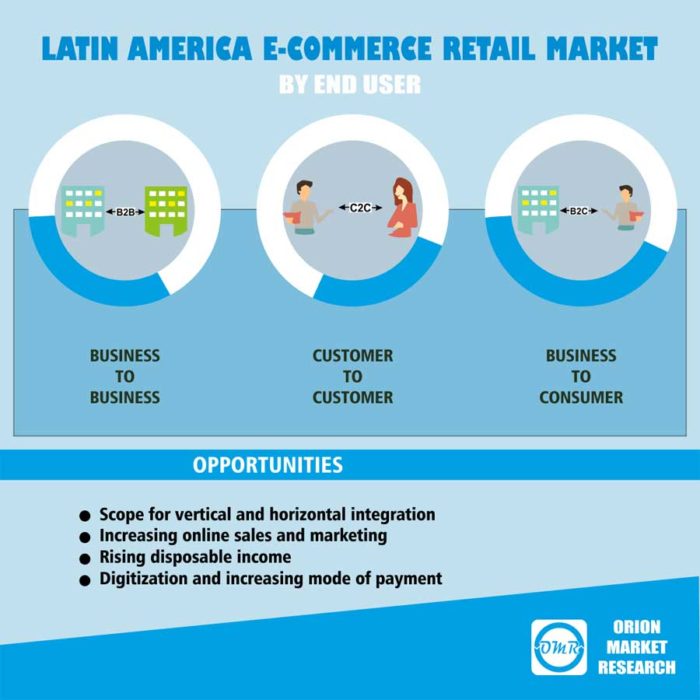 LATIN AMERICA E-COMMERCE RETAIL MARKET
BY END USER
B2B
C2C
B2C
BUSINESS
TO
BUSINESS
CUSTOMER
TO
CUSTOMER
BUSINESS
TO
CONSUMER
OPPORTUNITIES
● Scope for vertical and horizontal integration
● Increasing online sales and marketing
● Rising disposable income
● Digitization and increasing mode of payment
OMR
ORION
MARKET
RESEARCH